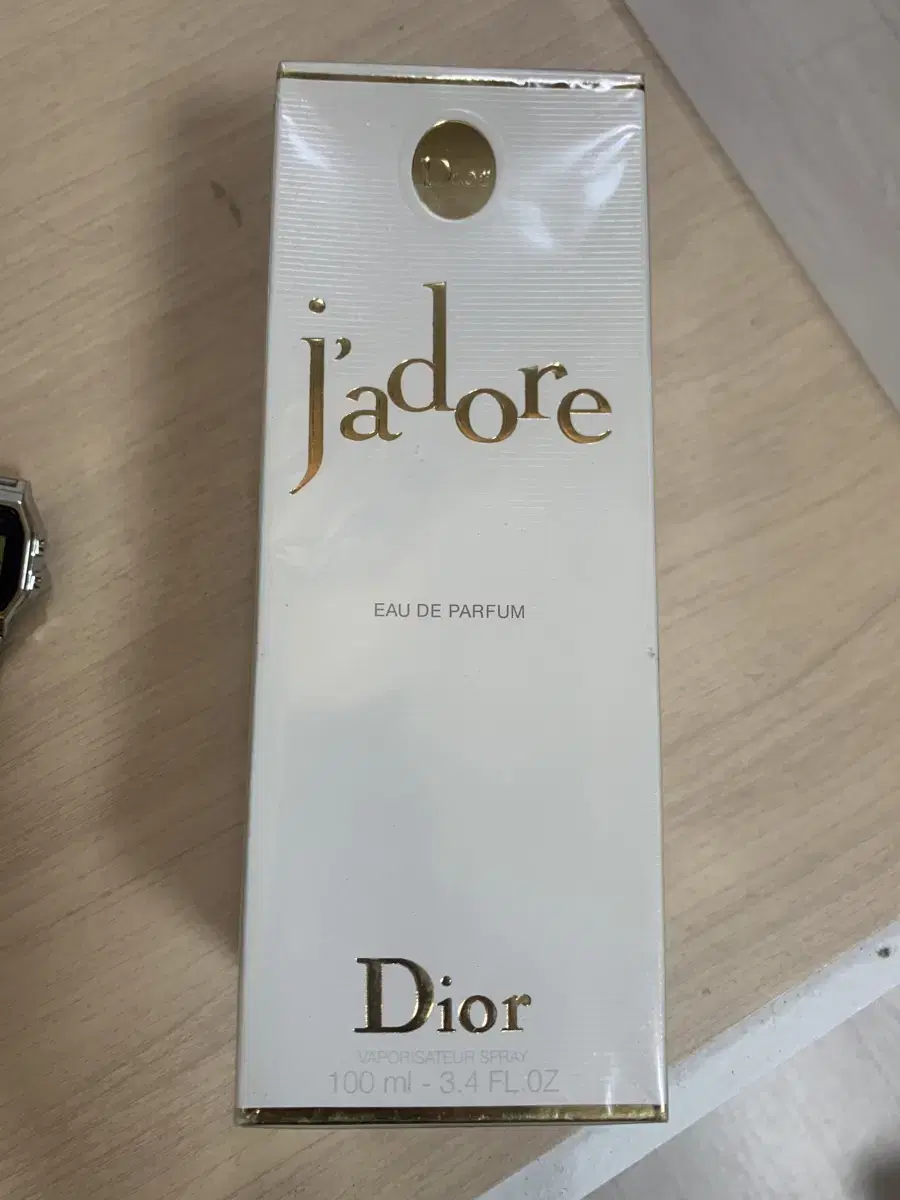 Dior
j'adore
EAU DE PARFUM
Dior
VAPORISATEUR SPRAY
100 ml - 3.4 FL.OZ